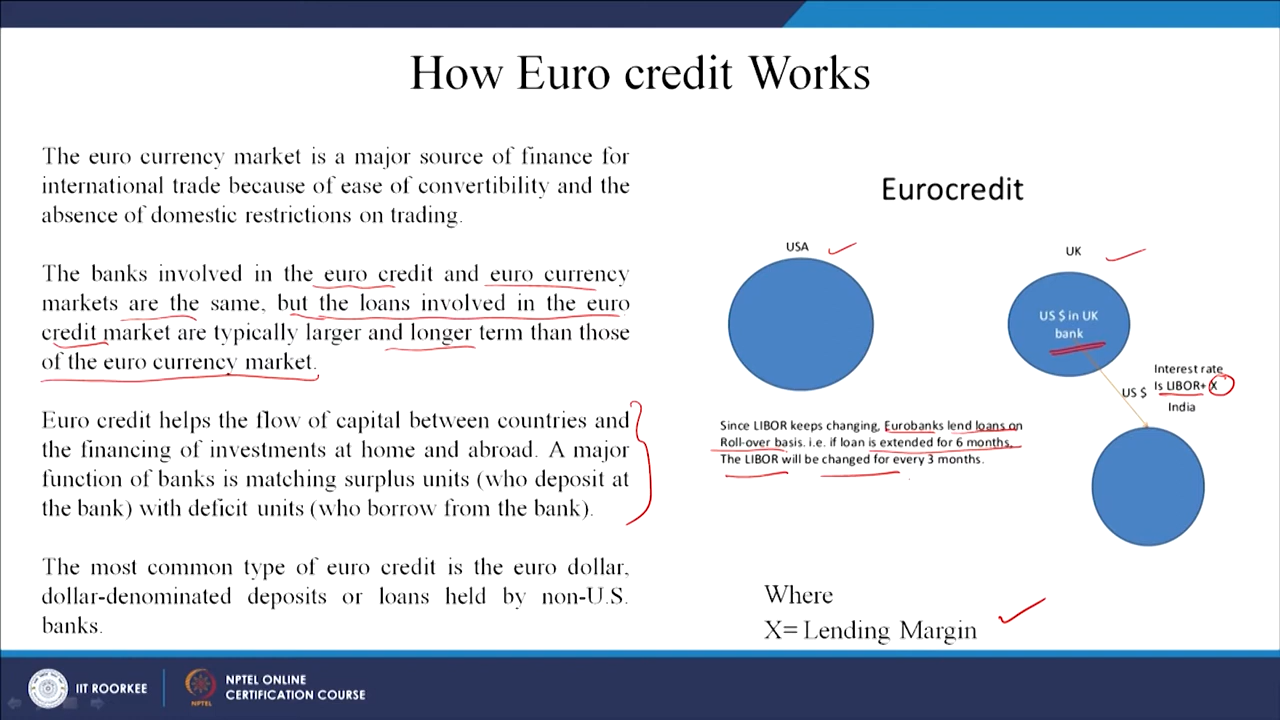 How Euro credit Works
The euro currency market is a major source of finance for
international trade because of ease of convertibility and the
absence of domestic restrictions on trading.
The banks involved in the euro credit and euro currency
markets are the same, but the loans involved in the euro
credit market are typically larger and longer term than those
of the euro currency market.
Euro credit helps the flow of capital between countries and
the financing of investments at home and abroad. A major
function of banks is matching surplus units (who deposit at
the bank) with deficit units (who borrow from the bank).
The most common type of euro credit is the euro dollar,
dollar-denominated deposits or loans held by non-U.S.
banks.
Eurocredit
USA
UK
US $ in UK
bank
Interest rate
Is LIBOR+ X
US $
India
Since LIBOR keeps changing, Eurobanks lend loans on
Roll-over basis. i.e. if loan is extended for 6 months,
The LIBOR will be changed for every 3 months.
Where
X= Lending Margin
IIT ROORKEE
NPTEL
NPTEL ONLINE
CERTIFICATION COURSE